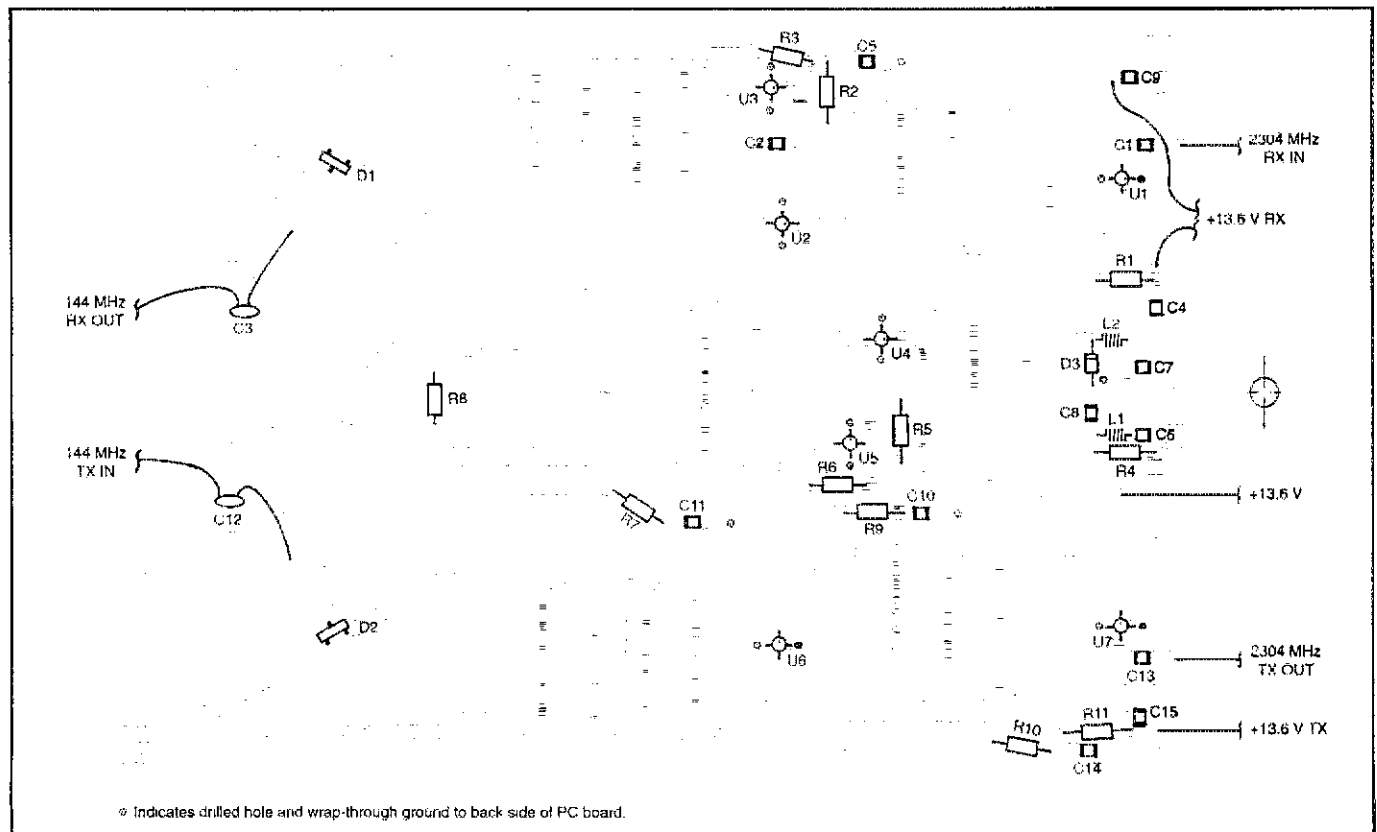 R3
C5
C9
U3
R2
C2
C1
2304 MHz
RX IN
D1
U1
U2
+13.6 V RX
R1
144 MHz
RX OUT
C3
C4
L2
U4
D3
C7
R8
C8
L1
R5
C6
144 MHz
TX IN
U5
R4
R6
C12
C11
C10
+13.6 V
R7
R9
D2
U6
U7
2304 MHz
TX OUT
C13
C15
R11
R10
+13.6 V TX
C14
Indicates drilled hole and wrap-through ground to back side of PC board.